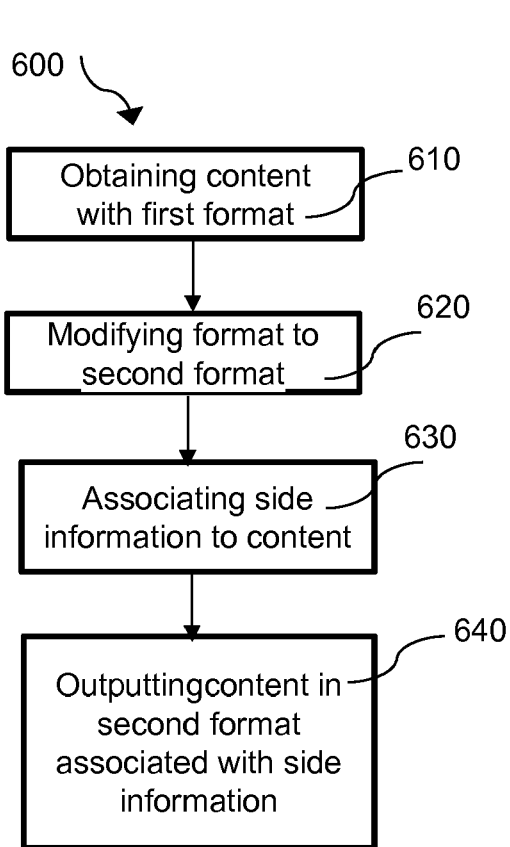 600
610
Obtaining content
with first format
620
Modifying format to
second format
630
Associating side
information to content
640
Outputtingcontent in
second format
associated with side
information